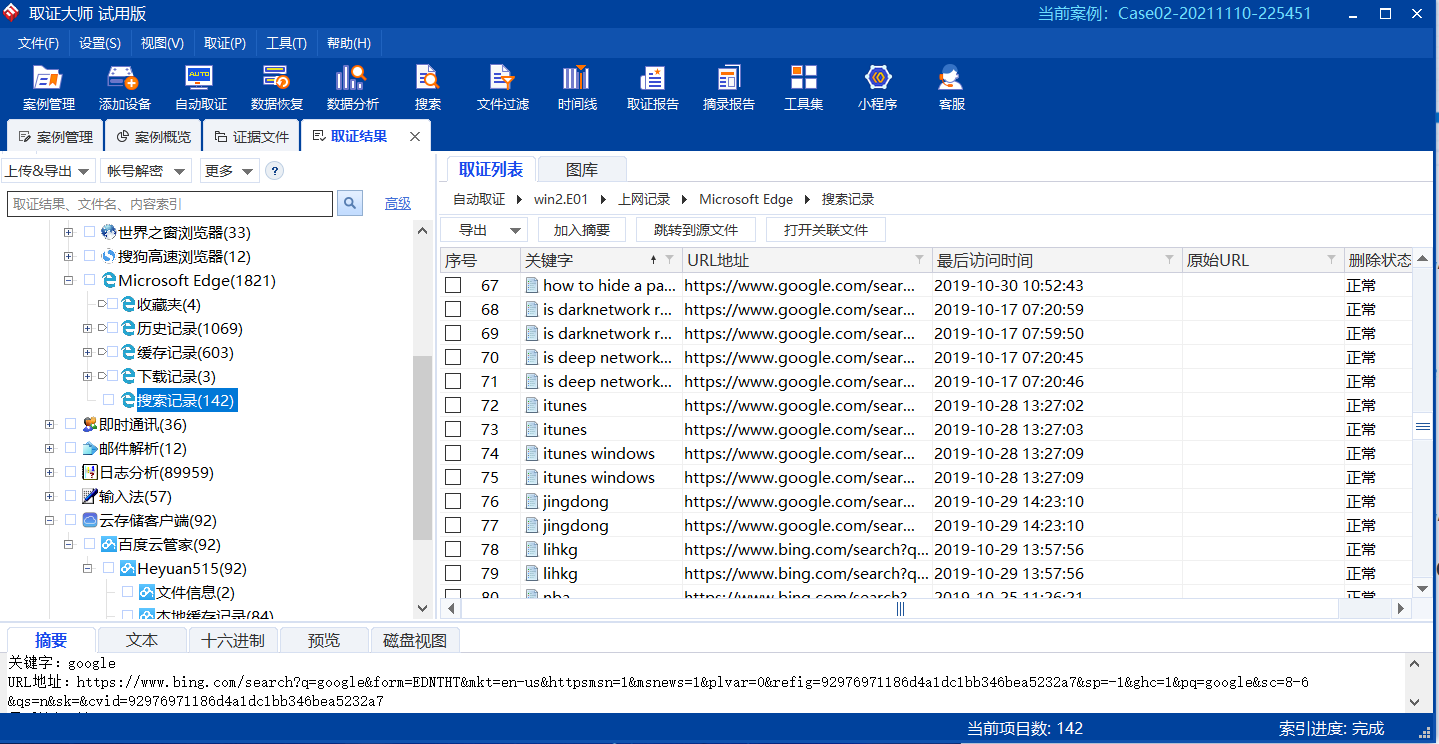 取证大师 试用版
当前案例：Case02-20211110-225451
文件(F) 设置(S) 视图(V) 取证(P) 工具(T) 帮助(H)
案例管理 添加设备 自动取证 数据恢复 数据分析 搜索 文件过滤 时间线 取证报告 摘录报告 工具集 小程序 客服
案例管理 案例概览 证据文件 取证结果
上传&导出 帐号解密 更多 ?
取证结果、文件名、内容索引 高级
世界之窗浏览器(33)
搜狗高速浏览器(12)
Microsoft Edge(1821)
收藏夹(4)
历史记录(1069)
缓存记录(603)
下载记录(3)
搜索记录(142)
即时通讯(36)
邮件解析(12)
日志分析(89959)
输入法(57)
云存储客户端(92)
百度云管家(92)
Heyuan515(92)
文件信息(2)
本地缓存记录(84)
取证列表 图库
自动取证 win2.E01 上网记录 Microsoft Edge 搜索记录
导出 加入摘要 跳转到源文件 打开关联文件
序号 关键字 URL地址 最后访问时间 原始URL 删除状态
67 how to hide a pa... https://www.google.com/sear... 2019-10-30 10:52:43 正常
68 is darknetwork r... https://www.google.com/sear... 2019-10-17 07:20:59 正常
69 is darknetwork r... https://www.google.com/sear... 2019-10-17 07:59:50 正常
70 is deep network... https://www.google.com/sear... 2019-10-17 07:20:45 正常
71 is deep network... https://www.google.com/sear... 2019-10-17 07:20:46 正常
72 itunes https://www.google.com/sear... 2019-10-28 13:27:02 正常
73 itunes https://www.google.com/sear... 2019-10-28 13:27:03 正常
74 itunes windows https://www.google.com/sear... 2019-10-28 13:27:09 正常
75 itunes windows https://www.google.com/sear... 2019-10-28 13:27:09 正常
76 jingdong https://www.google.com/sear... 2019-10-29 14:23:10 正常
77 jingdong https://www.google.com/sear... 2019-10-29 14:23:10 正常
78 lihkg https://www.bing.com/search?q... 2019-10-29 13:57:56 正常
79 lihkg https://www.bing.com/search?q... 2019-10-29 13:57:56 正常
80 nba https://www.bing.com/search? 2019-10-25 11:26:21 正常
摘要 文本 十六进制 预览 磁盘视图
关键字：google
URL地址：https://www.bing.com/search?q=google&form=EDNTHT&mkt=en-us&httpsmsn=1&msnews=1&plvar=0&refig=92976971186d4a1dc1bb346bea5232a7&sp=-1&ghc=1&pq=google&sc=8-6
&qs=n&sk=&cvid=92976971186d4a1dc1bb346bea5232a7
当前项目数: 142 索引进度: 完成